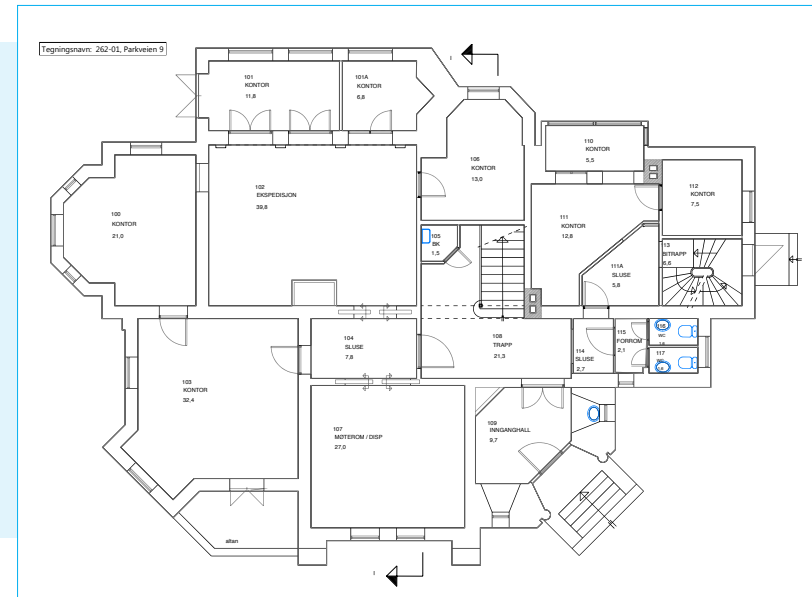 Tegningsnavn: 262-01, Parkveien 9
I
101
KONTOR
11,8
101A
KONTOR
6,8
106
KONTOR
13,0
110
KONTOR
5,5
102
EKSPEDISJON
39,8
112
KONTOR
7,5
100
KONTOR
21,0
111
KONTOR
12,8
105
BK
1,5
13
BITRAPP
6,6
111A
SLUSE
5,8
104
SLUSE
7,8
108
TRAPP
21,3
116
WC
115
FORROM
2,1
114
SLUSE
2,7
117
WC
103
KONTOR
32,4
107
MØTEROM / DISP
27,0
109
INNGANGHALL
9,7
altan
I